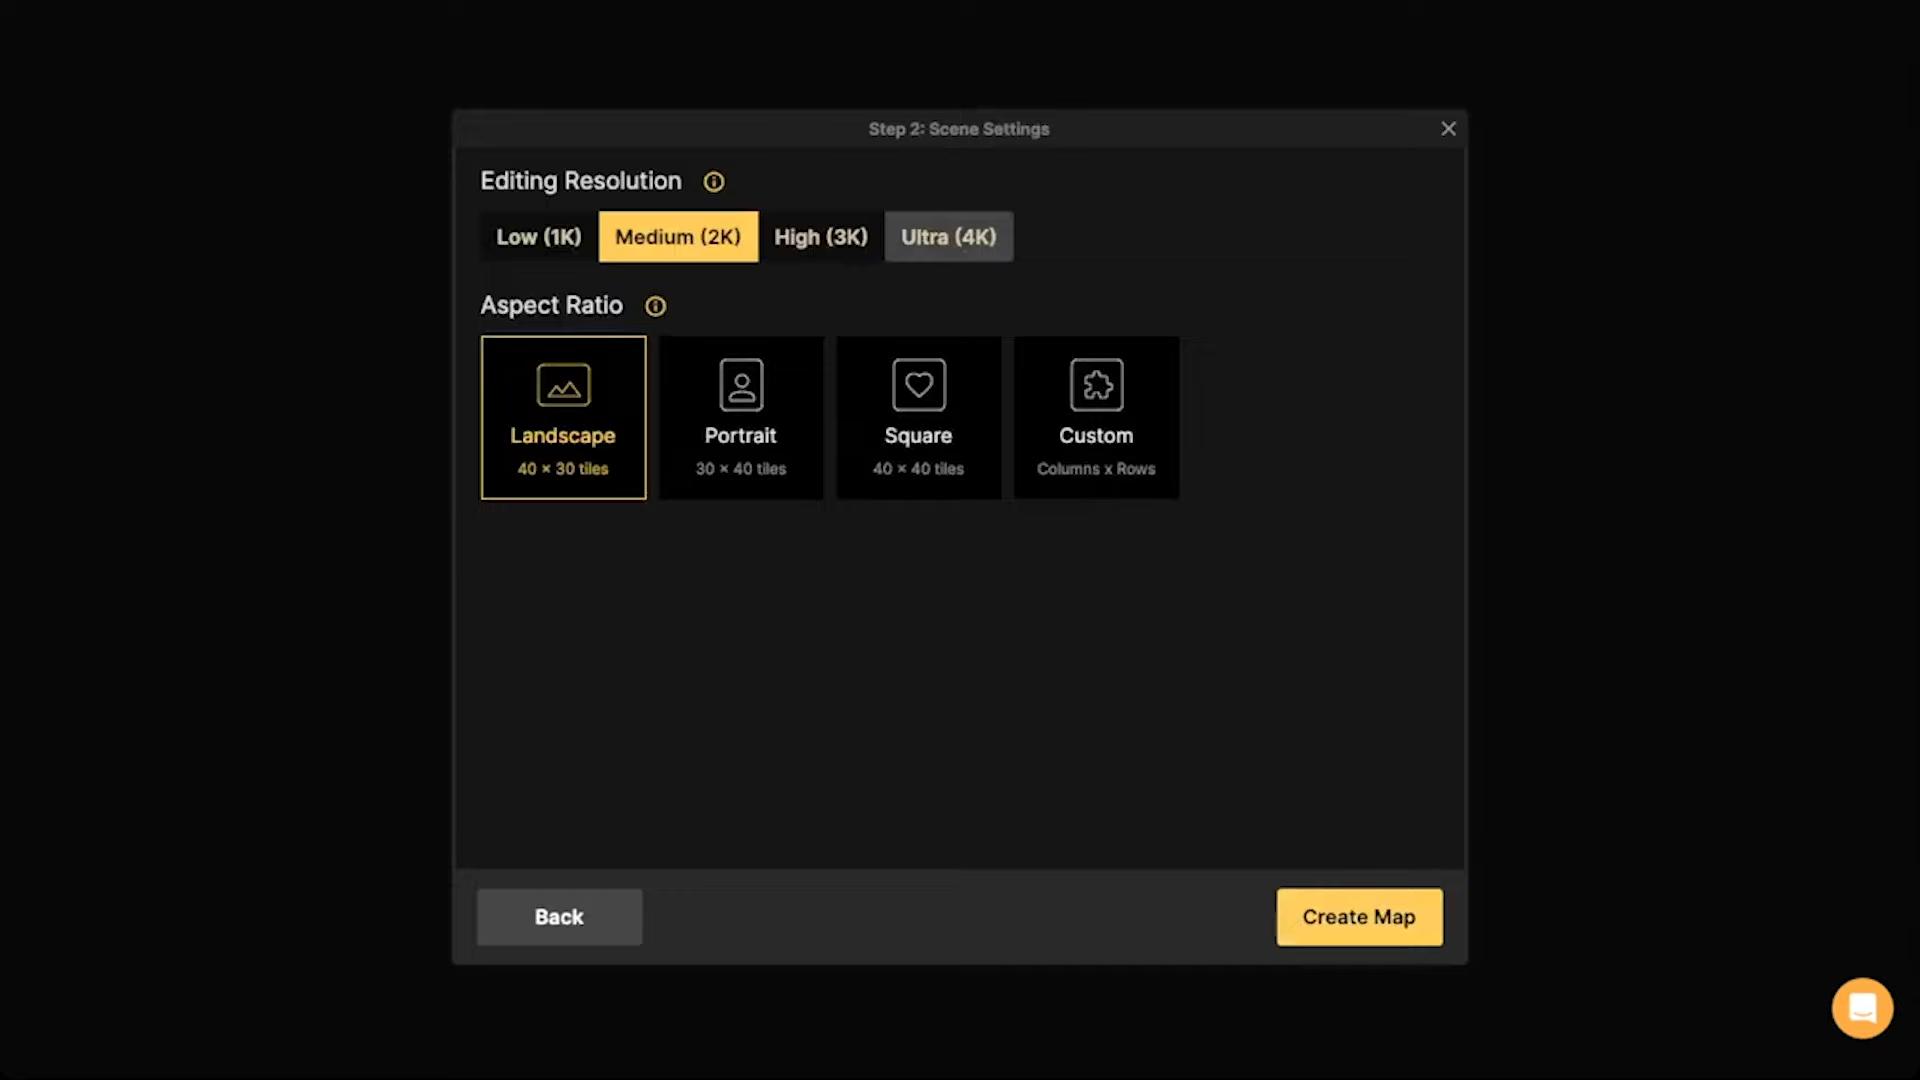 Step 2: Scene Settings
Editing Resolution
Low (1K) Medium (2K) High (3K) Ultra (4K)
Aspect Ratio
Landscape Portrait Square Custom
40 × 30 tiles 30 × 40 tiles 40 × 40 tiles Columns x Rows
Back Create Map